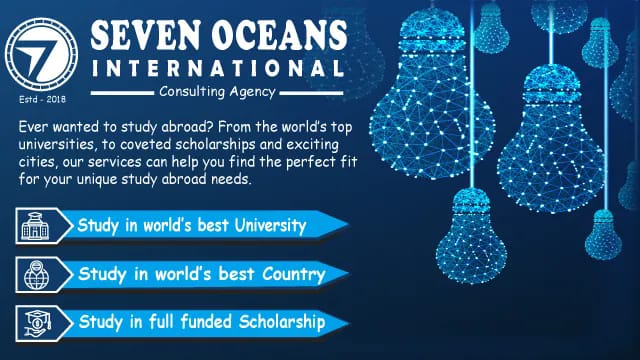 SEVEN OCEANS
INTERNATIONAL
Consulting Agency
Estd - 2018
Ever wanted to study abroad? From the world's top
universities, to coveted scholarships and exciting
cities, our services can help you find the perfect fit
for your unique study abroad needs.
Study in world's best University
Study in world's best Country
Study in full funded Scholarship